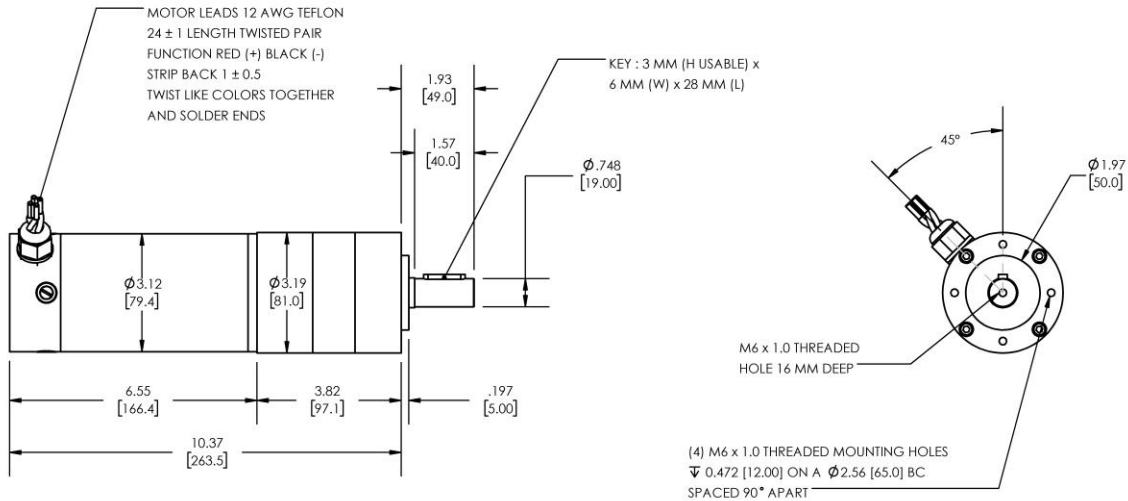 MOTOR LEADS 12 AWG TEFLON
24 ± 1 LENGTH TWISTED PAIR
FUNCTION RED (+) BLACK (-)
STRIP BACK 1 ± 0.5
TWIST LIKE COLORS TOGETHER
AND SOLDER ENDS
1.93
[49.0]
KEY : 3 MM (H USABLE) x
6 MM (W) x 28 MM (L)
1.57
[40.0]
Ø.748
[19.00]
45°
Ø1.97
[50.0]
Ø3.12
[79.4]
Ø3.19
[81.0]
M6 x 1.0 THREADED
HOLE 16 MM DEEP
6.55
[166.4]
3.82
[97.1]
.197
[5.00]
10.37
[263.5]
(4) M6 x 1.0 THREADED MOUNTING HOLES
↧ 0.472 [12.00] ON A Ø2.56 [65.0] BC
SPACED 90° APART